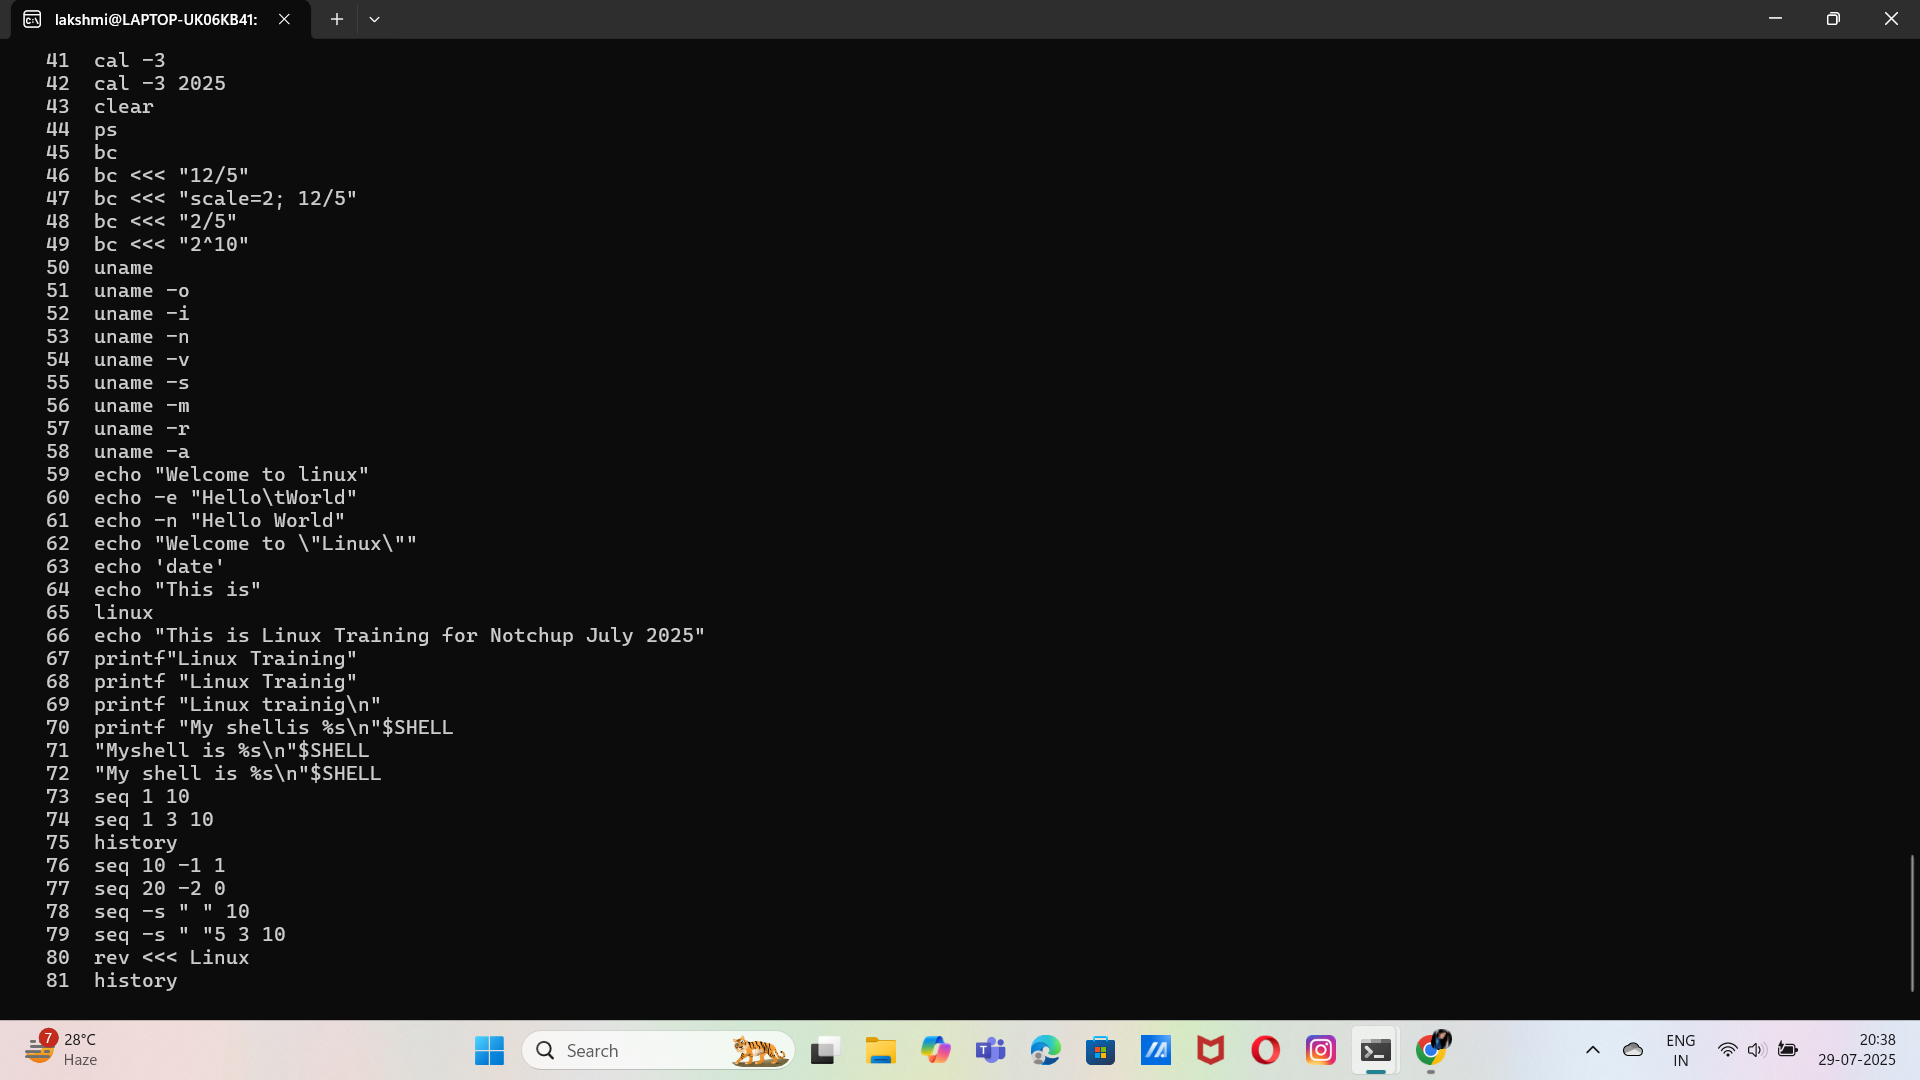 lakshmi@LAPTOP-UK06KB41:
41 cal -3
42 cal -3 2025
43 clear
44 ps
45 bc
46 bc <<< "12/5"
47 bc <<< "scale=2; 12/5"
48 bc <<< "2/5"
49 bc <<< "2^10"
50 uname
51 uname -o
52 uname -i
53 uname -n
54 uname -v
55 uname -s
56 uname -m
57 uname -r
58 uname -a
59 echo "Welcome to linux"
60 echo -e "Hello\tWorld"
61 echo -n "Hello World"
62 echo "Welcome to \"Linux\""
63 echo 'date'
64 echo "This is"
65 linux
66 echo "This is Linux Training for Notchup July 2025"
67 printf"Linux Training"
68 printf "Linux Trainig"
69 printf "Linux trainig\n"
70 printf "My shellis %s\n"$SHELL
71 "Myshell is %s\n"$SHELL
72 "My shell is %s\n"$SHELL
73 seq 1 10
74 seq 1 3 10
75 history
76 seq 10 -1 1
77 seq 20 -2 0
78 seq -s " " 10
79 seq -s " "5 3 10
80 rev <<< Linux
81 history
7
28°C
Haze
Search
ENG
IN
20:38
29-07-2025